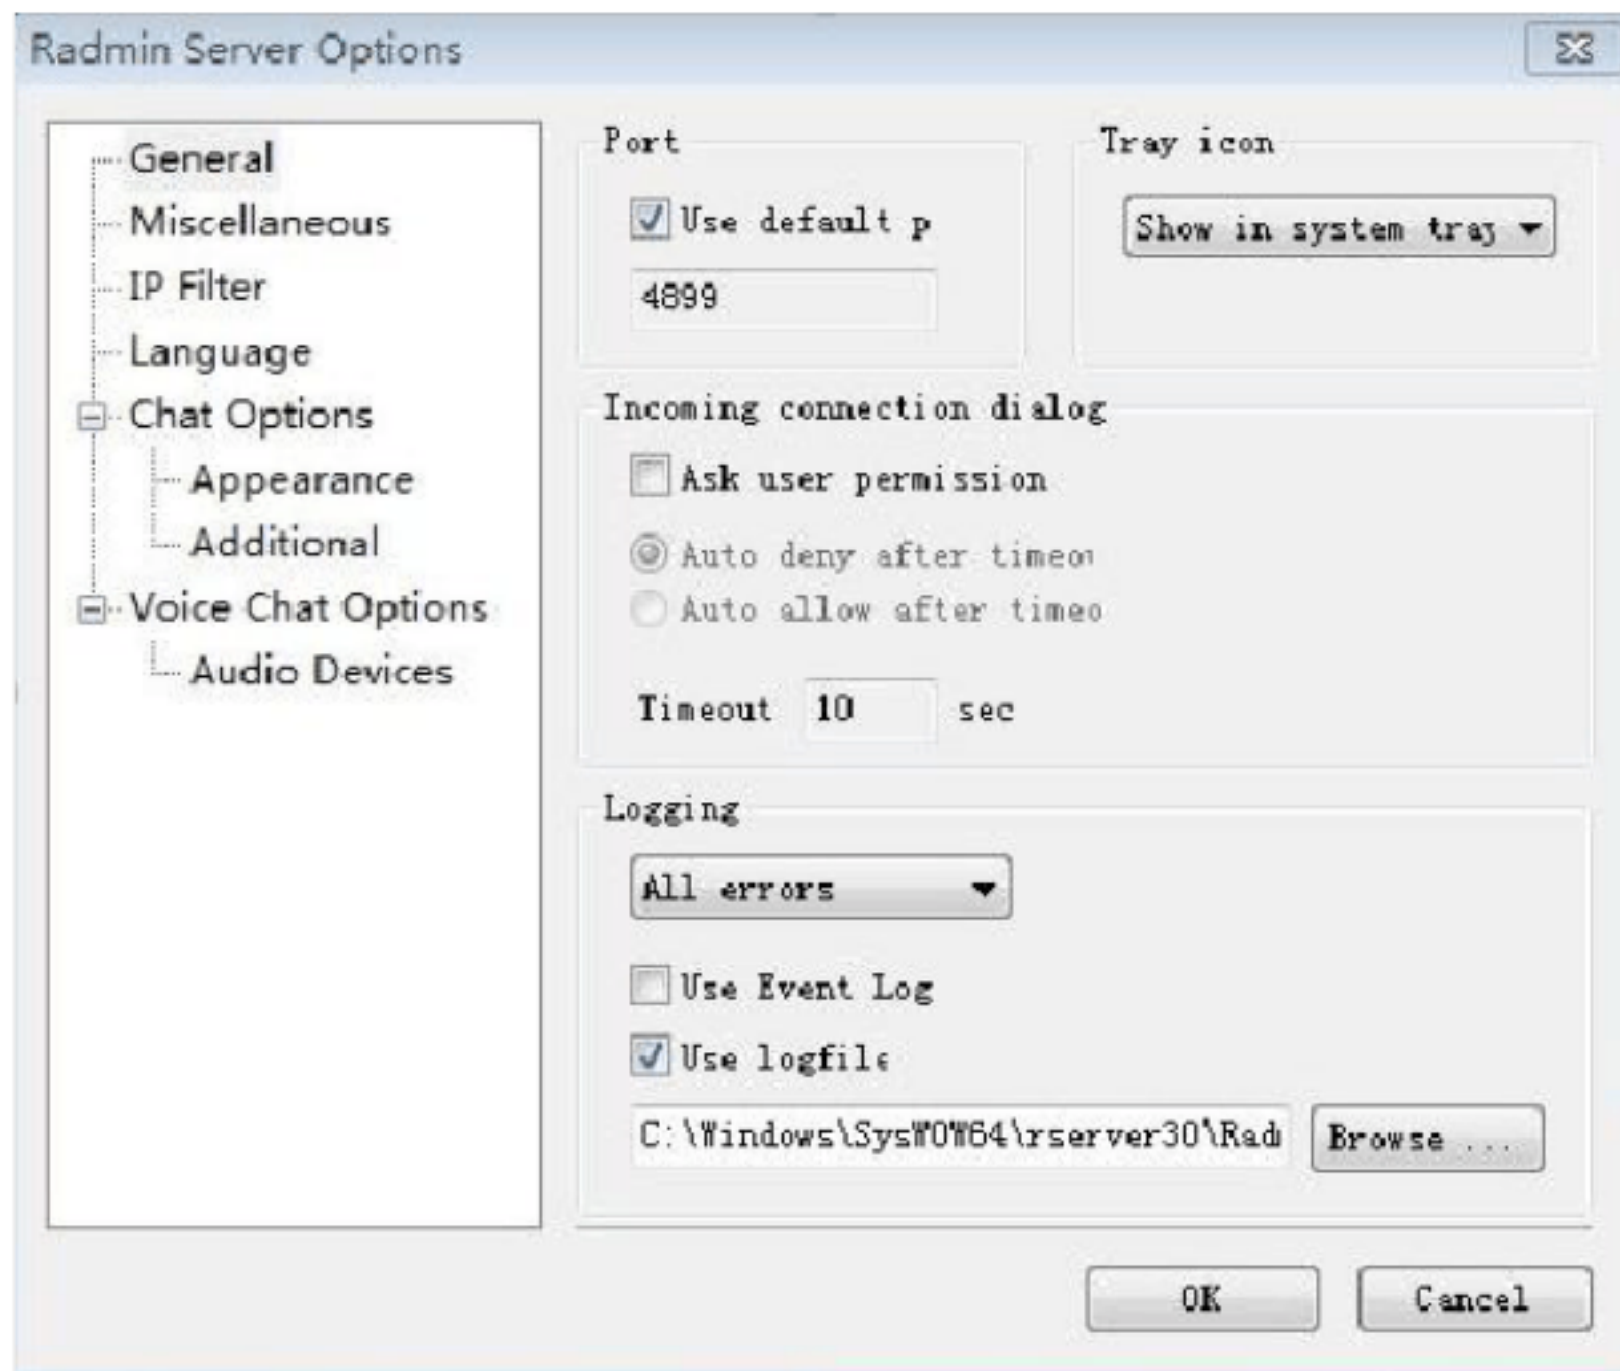 Radmin Server Options
General
Miscellaneous
IP Filter
Language
Chat Options
Appearance
Additional
Voice Chat Options
Audio Devices
Port
Use default p
4899
Tray icon
Show in system tray
Incoming connection dialog
Ask user permission
Auto deny after timeou
Auto allow after timeo
Timeout 10 sec
Logging
All errors
Use Event Log
Use logfile
C:\Windows\SysWOW64\rserver30\Rad
Browse ...
OK
Cancel